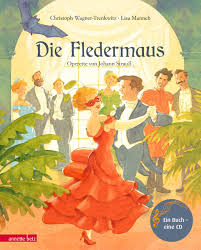 Christoph Wagner-Trenkwitz / Lisa Manneh
Die Fledermaus
Operette von Johann Strauß
Ein Buch –
eine CD
annette betz